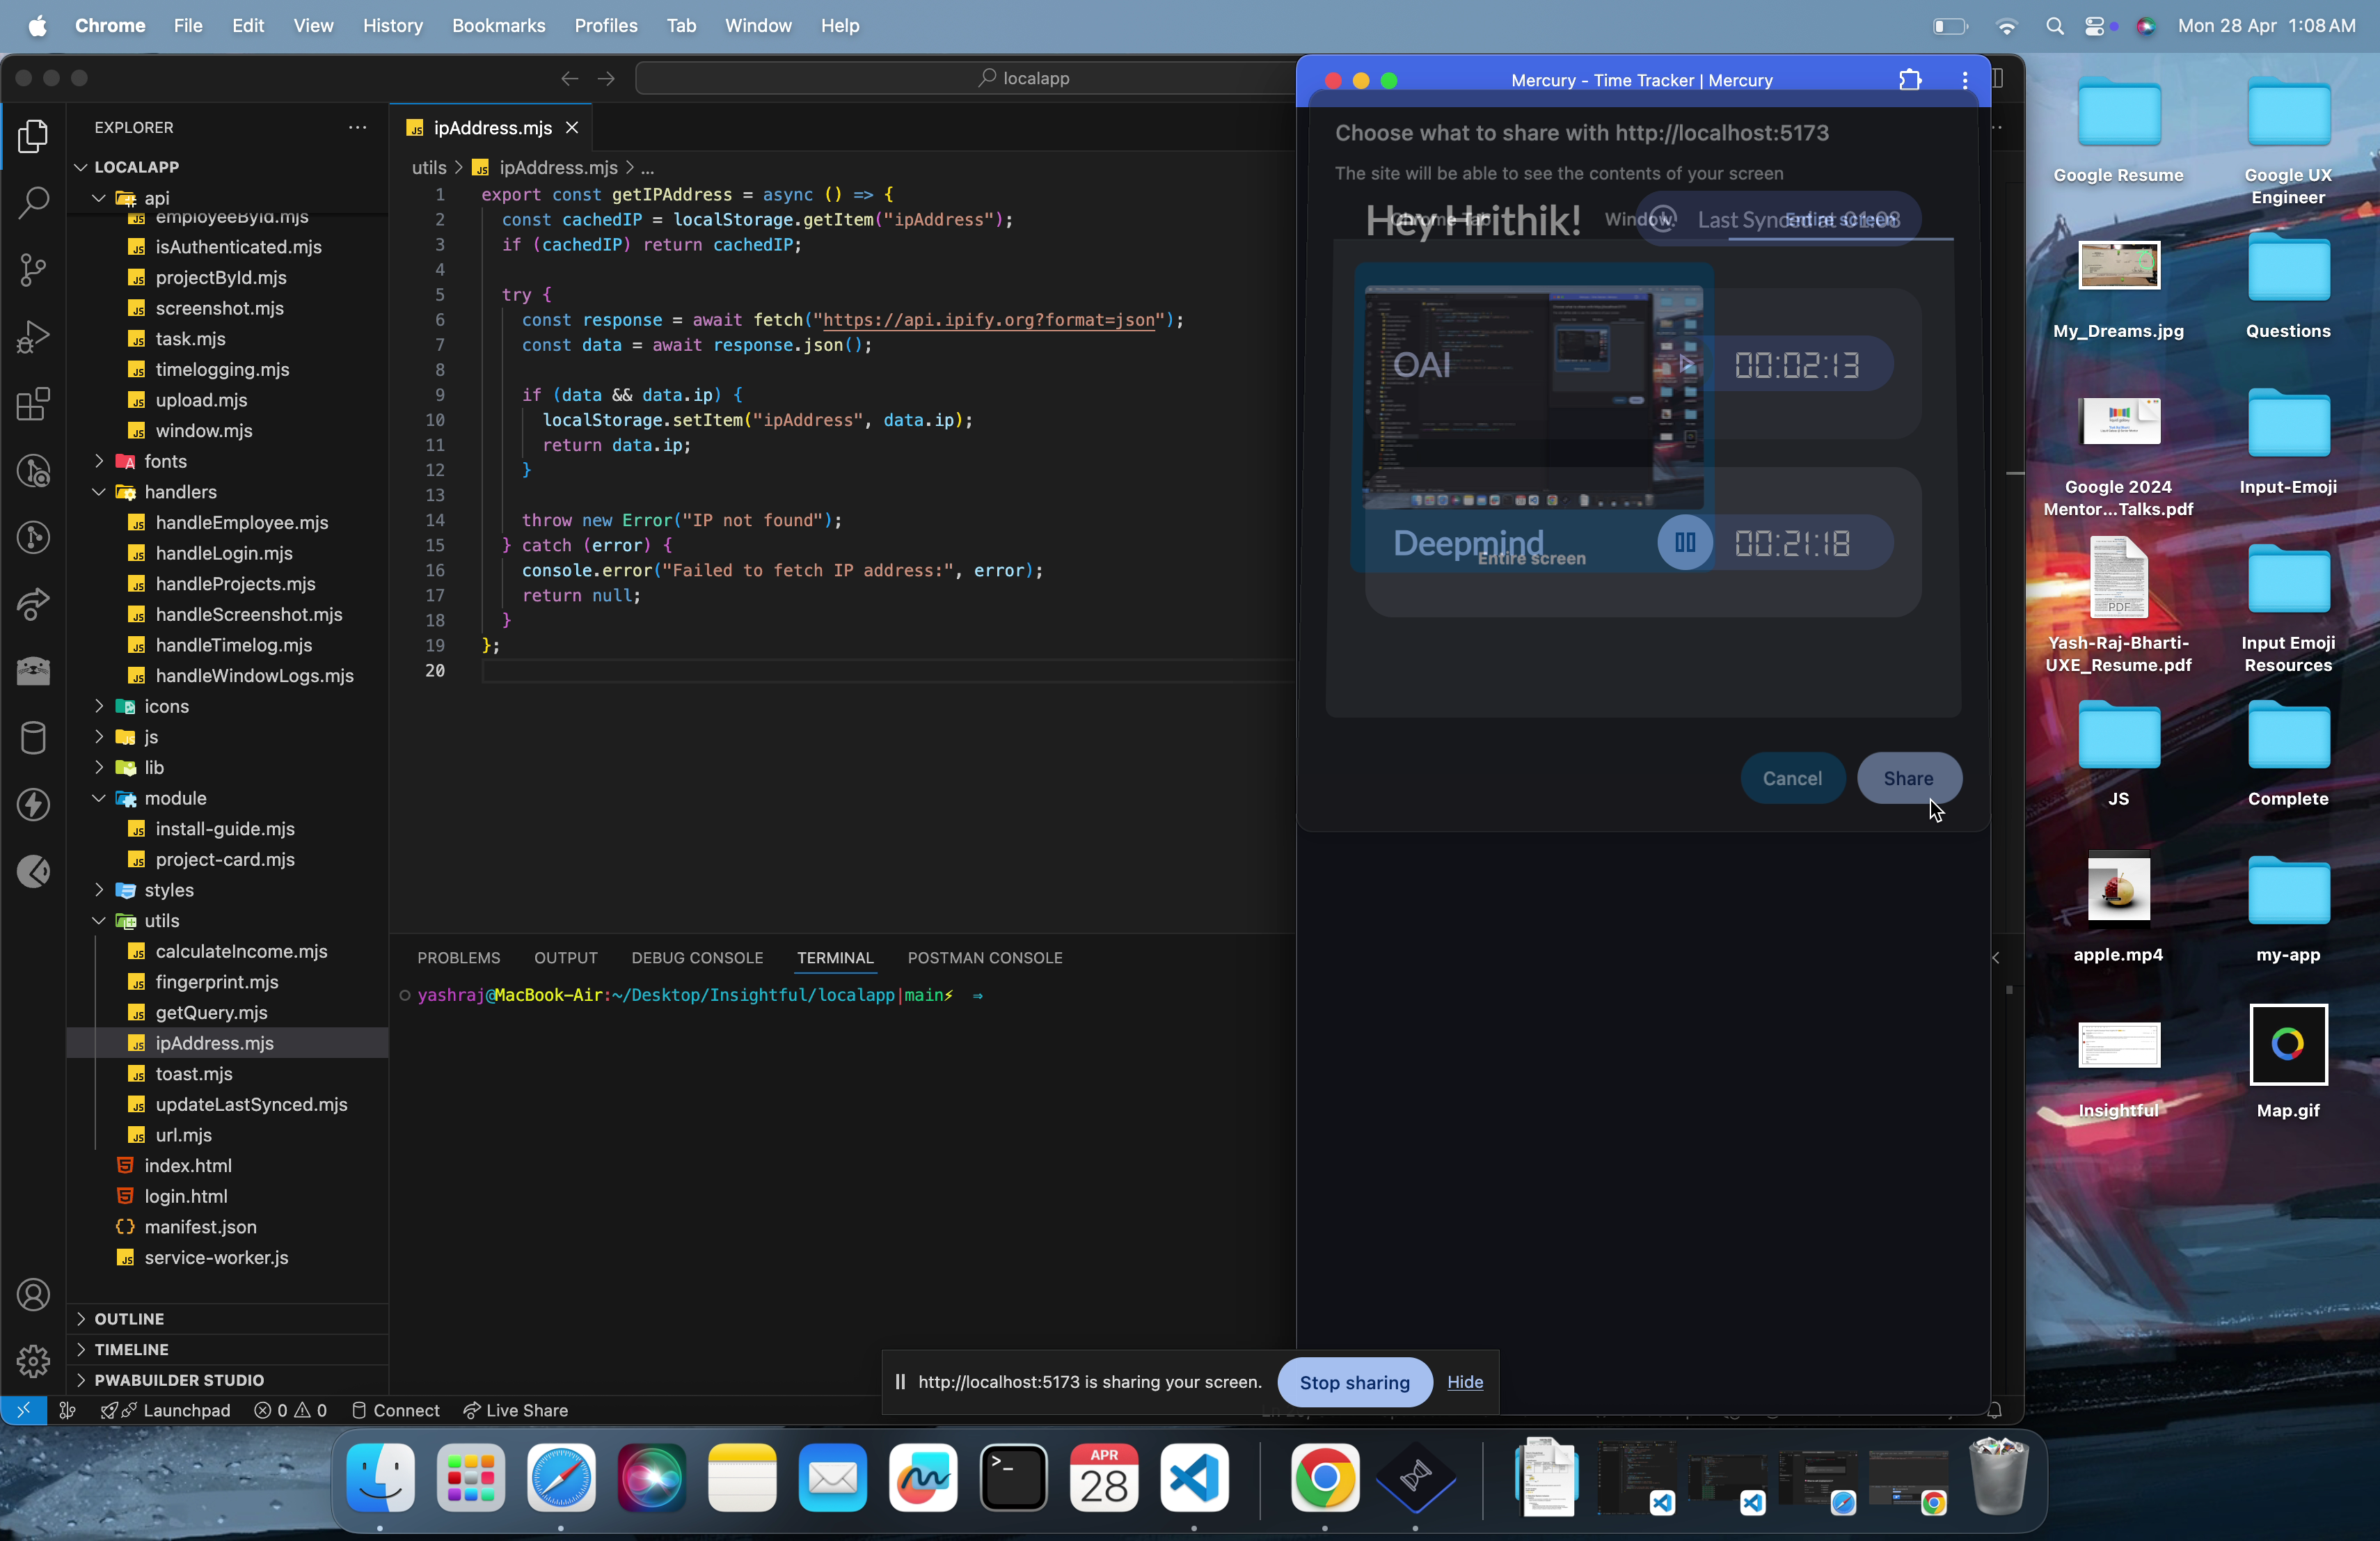 Chrome File Edit View History Bookmarks Profiles Tab Window Help
Mon 28 Apr 1:08 AM
localapp
EXPLORER
LOCALAPP
api
employeeById.mjs
isAuthenticated.mjs
projectById.mjs
screenshot.mjs
task.mjs
timelogging.mjs
upload.mjs
window.mjs
fonts
handlers
handleEmployee.mjs
handleLogin.mjs
handleProjects.mjs
handleScreenshot.mjs
handleTimelog.mjs
handleWindowLogs.mjs
icons
js
lib
module
install-guide.mjs
project-card.mjs
styles
utils
calculateIncome.mjs
fingerprint.mjs
getQuery.mjs
ipAddress.mjs
toast.mjs
updateLastSynced.mjs
url.mjs
index.html
login.html
manifest.json
service-worker.js
OUTLINE
TIMELINE
PWABUILDER STUDIO
ipAddress.mjs
utils > ipAddress.mjs > ...
1 export const getIPAddress = async () => {
2 const cachedIP = localStorage.getItem("ipAddress");
3 if (cachedIP) return cachedIP;
4
5 try {
6 const response = await fetch("https://api.ipify.org?format=json");
7 const data = await response.json();
8
9 if (data && data.ip) {
10 localStorage.setItem("ipAddress", data.ip);
11 return data.ip;
12 }
13
14 throw new Error("IP not found");
15 } catch (error) {
16 console.error("Failed to fetch IP address:", error);
17 return null;
18 }
19 };
20
PROBLEMS OUTPUT DEBUG CONSOLE TERMINAL POSTMAN CONSOLE
yashraj@MacBook-Air:~/Desktop/Insightful/localapp|main⚡ ⇒
Launchpad 0 0 Connect Live Share
Mercury - Time Tracker | Mercury
Choose what to share with http://localhost:5173
The site will be able to see the contents of your screen
Hey Hrithik!
Chrome Tab Window Entire screen
Last Synced at 01:08
OAI 00:02:13
Deepmind 00:21:18
Entire screen
Cancel Share
http://localhost:5173 is sharing your screen. Stop sharing Hide
Google Resume
Google UX
Engineer
My_Dreams.jpg
Questions
Google 2024
Mentor...Talks.pdf
Input-Emoji
PDF
Yash-Raj-Bharti-
UXE_Resume.pdf
Input Emoji
Resources
JS
Complete
apple.mp4
my-app
Insightful
Map.gif
APR
28